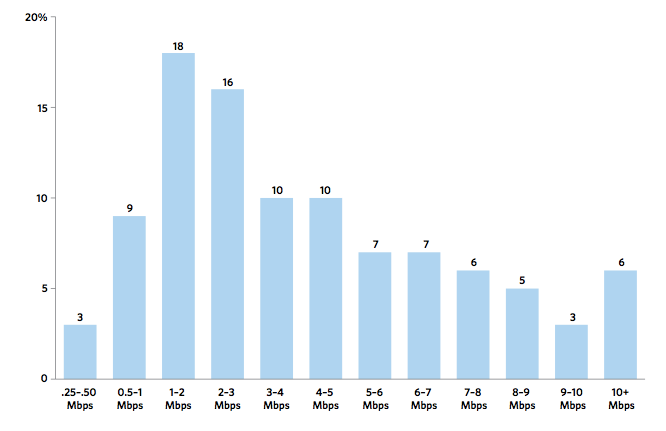 20%
15
10
5
0
3
9
18
16
10
10
7
7
6
5
3
6
.25–.50 Mbps
0.5–1 Mbps
1–2 Mbps
2–3 Mbps
3–4 Mbps
4–5 Mbps
5–6 Mbps
6–7 Mbps
7–8 Mbps
8–9 Mbps
9–10 Mbps
10+ Mbps